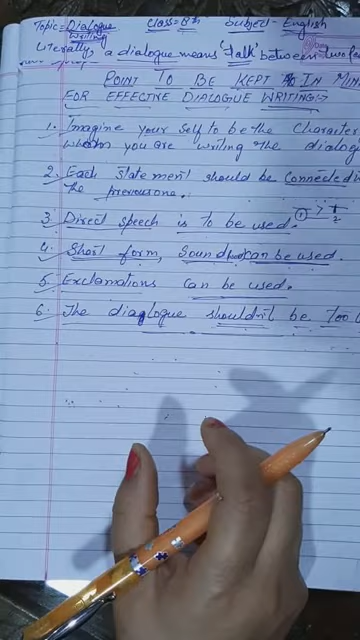 Topic= Dialogue Writing Class= 8th Subject- English
Literally, a dialogue means 'talk' between two
POINT TO BE KEPT IN MIN
FOR EFFECTIVE DIALOGUE WRITING:-
1. Imagine your self to be the character
whom you are writing the dialog
2. Each statement should be connected
the previous one.
3. Direct speech is to be used.
4. Short form, Sound can be used.
5. Exclamations can be used.
6. The dialogue shouldn't be too